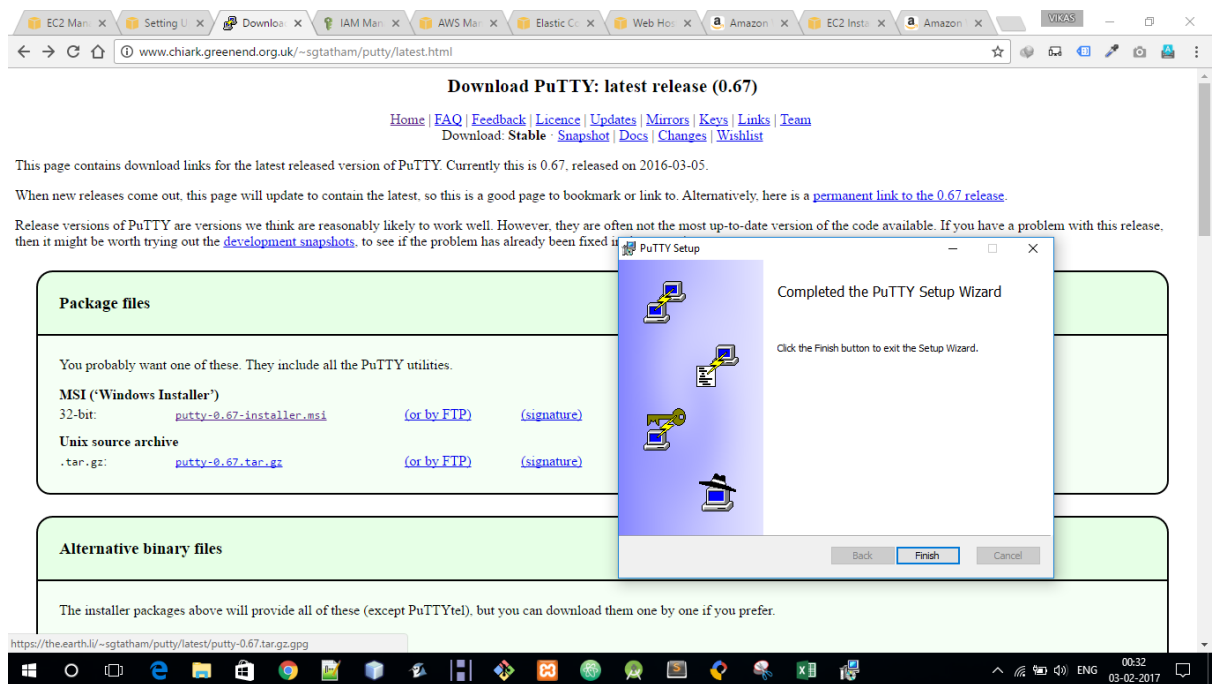 EC2 Man
Setting U
Downloa
IAM Man
AWS Mar
Elastic Co
Web Hos
Amazon
EC2 Insta
Amazon
VIKAS
www.chiark.greenend.org.uk/~sgtatham/putty/latest.html
Download PuTTY: latest release (0.67)
Home | FAQ | Feedback | Licence | Updates | Mirrors | Keys | Links | Team
Download: Stable · Snapshot | Docs | Changes | Wishlist
This page contains download links for the latest released version of PuTTY. Currently this is 0.67, released on 2016-03-05.
When new releases come out, this page will update to contain the latest, so this is a good page to bookmark or link to. Alternatively, here is a permanent link to the 0.67 release.
Release versions of PuTTY are versions we think are reasonably likely to work well. However, they are often not the most up-to-date version of the code available. If you have a problem with this release,
then it might be worth trying out the development snapshots, to see if the problem has already been fixed in
PuTTY Setup
Completed the PuTTY Setup Wizard
Click the Finish button to exit the Setup Wizard.
Back
Finish
Cancel
Package files
You probably want one of these. They include all the PuTTY utilities.
MSI (‘Windows Installer’)
32-bit: putty-0.67-installer.msi (or by FTP) (signature)
Unix source archive
.tar.gz: putty-0.67.tar.gz (or by FTP) (signature)
Alternative binary files
The installer packages above will provide all of these (except PuTTYtel), but you can download them one by one if you prefer.
https://the.earth.li/~sgtatham/putty/latest/putty-0.67.tar.gz.gpg
ENG
00:32
03-02-2017